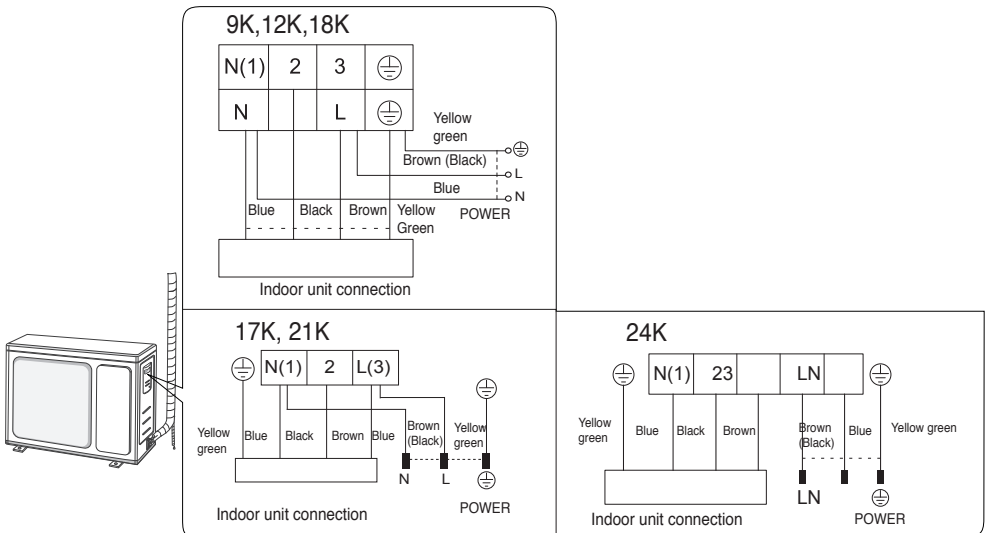 9K,12K,18K
N(1) 2 3
N L
Yellow
green
Brown (Black)
L
Blue
N
Blue Black Brown Yellow
Green
POWER
Indoor unit connection
17K, 21K
N(1) 2 L(3)
Yellow
green
Blue Black Brown Blue
Brown
(Black)
Yellow
green
N L
POWER
Indoor unit connection
24K
N(1) 23 LN
Yellow
green
Blue Black Brown
Brown
(Black)
Blue Yellow green
LN
POWER
Indoor unit connection